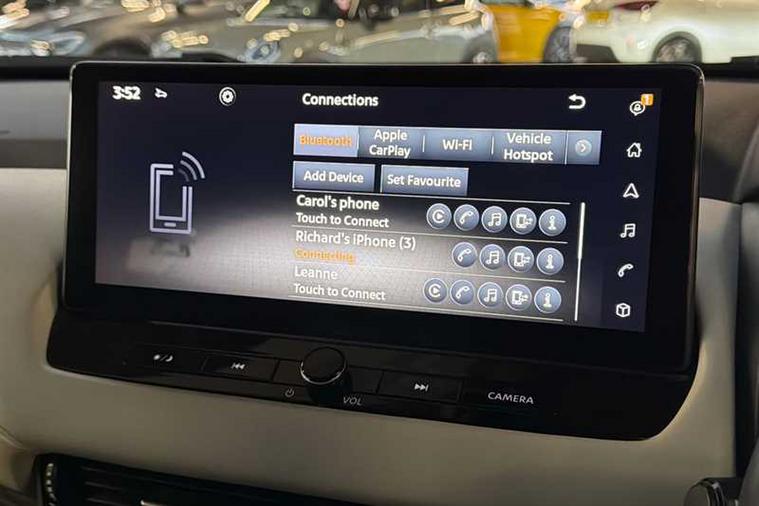 3:52
Connections
1
Bluetooth
Apple CarPlay
Wi-Fi
Vehicle Hotspot
Add Device
Set Favourite
Carol's phone
Touch to Connect
Richard's iPhone (3)
Connecting
Leanne
Touch to Connect
VOL
CAMERA